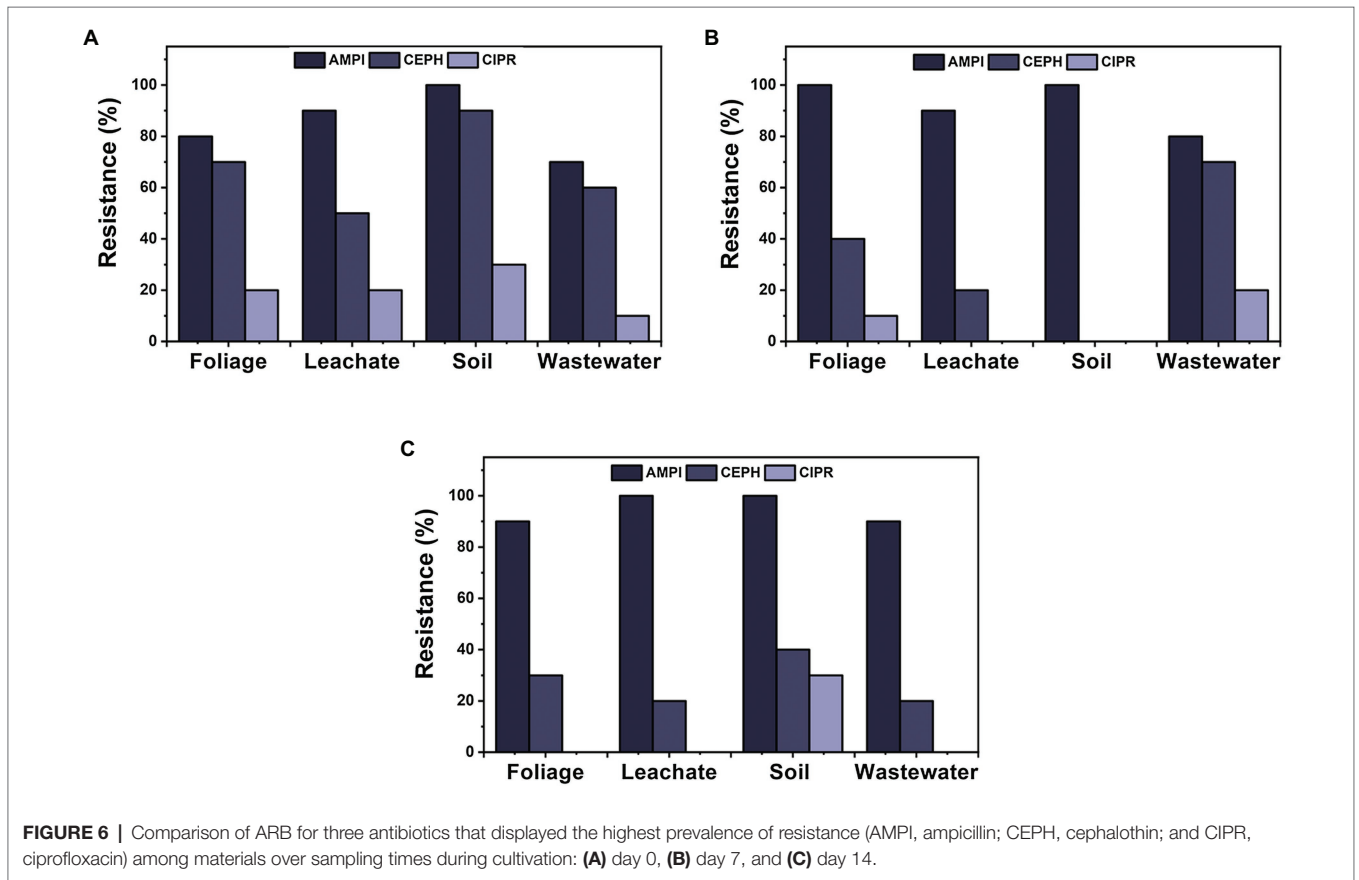 A
AMPI CEPH CIPR
Resistance (%)
100
80
60
40
20
0
Foliage Leachate Soil Wastewater
B
AMPI CEPH CIPR
Resistance (%)
100
80
60
40
20
0
Foliage Leachate Soil Wastewater
C
AMPI CEPH CIPR
Resistance (%)
100
80
60
40
20
0
Foliage Leachate Soil Wastewater
FIGURE 6 | Comparison of ARB for three antibiotics that displayed the highest prevalence of resistance (AMPI, ampicillin; CEPH, cephalothin; and CIPR,
ciprofloxacin) among materials over sampling times during cultivation: (A) day 0, (B) day 7, and (C) day 14.